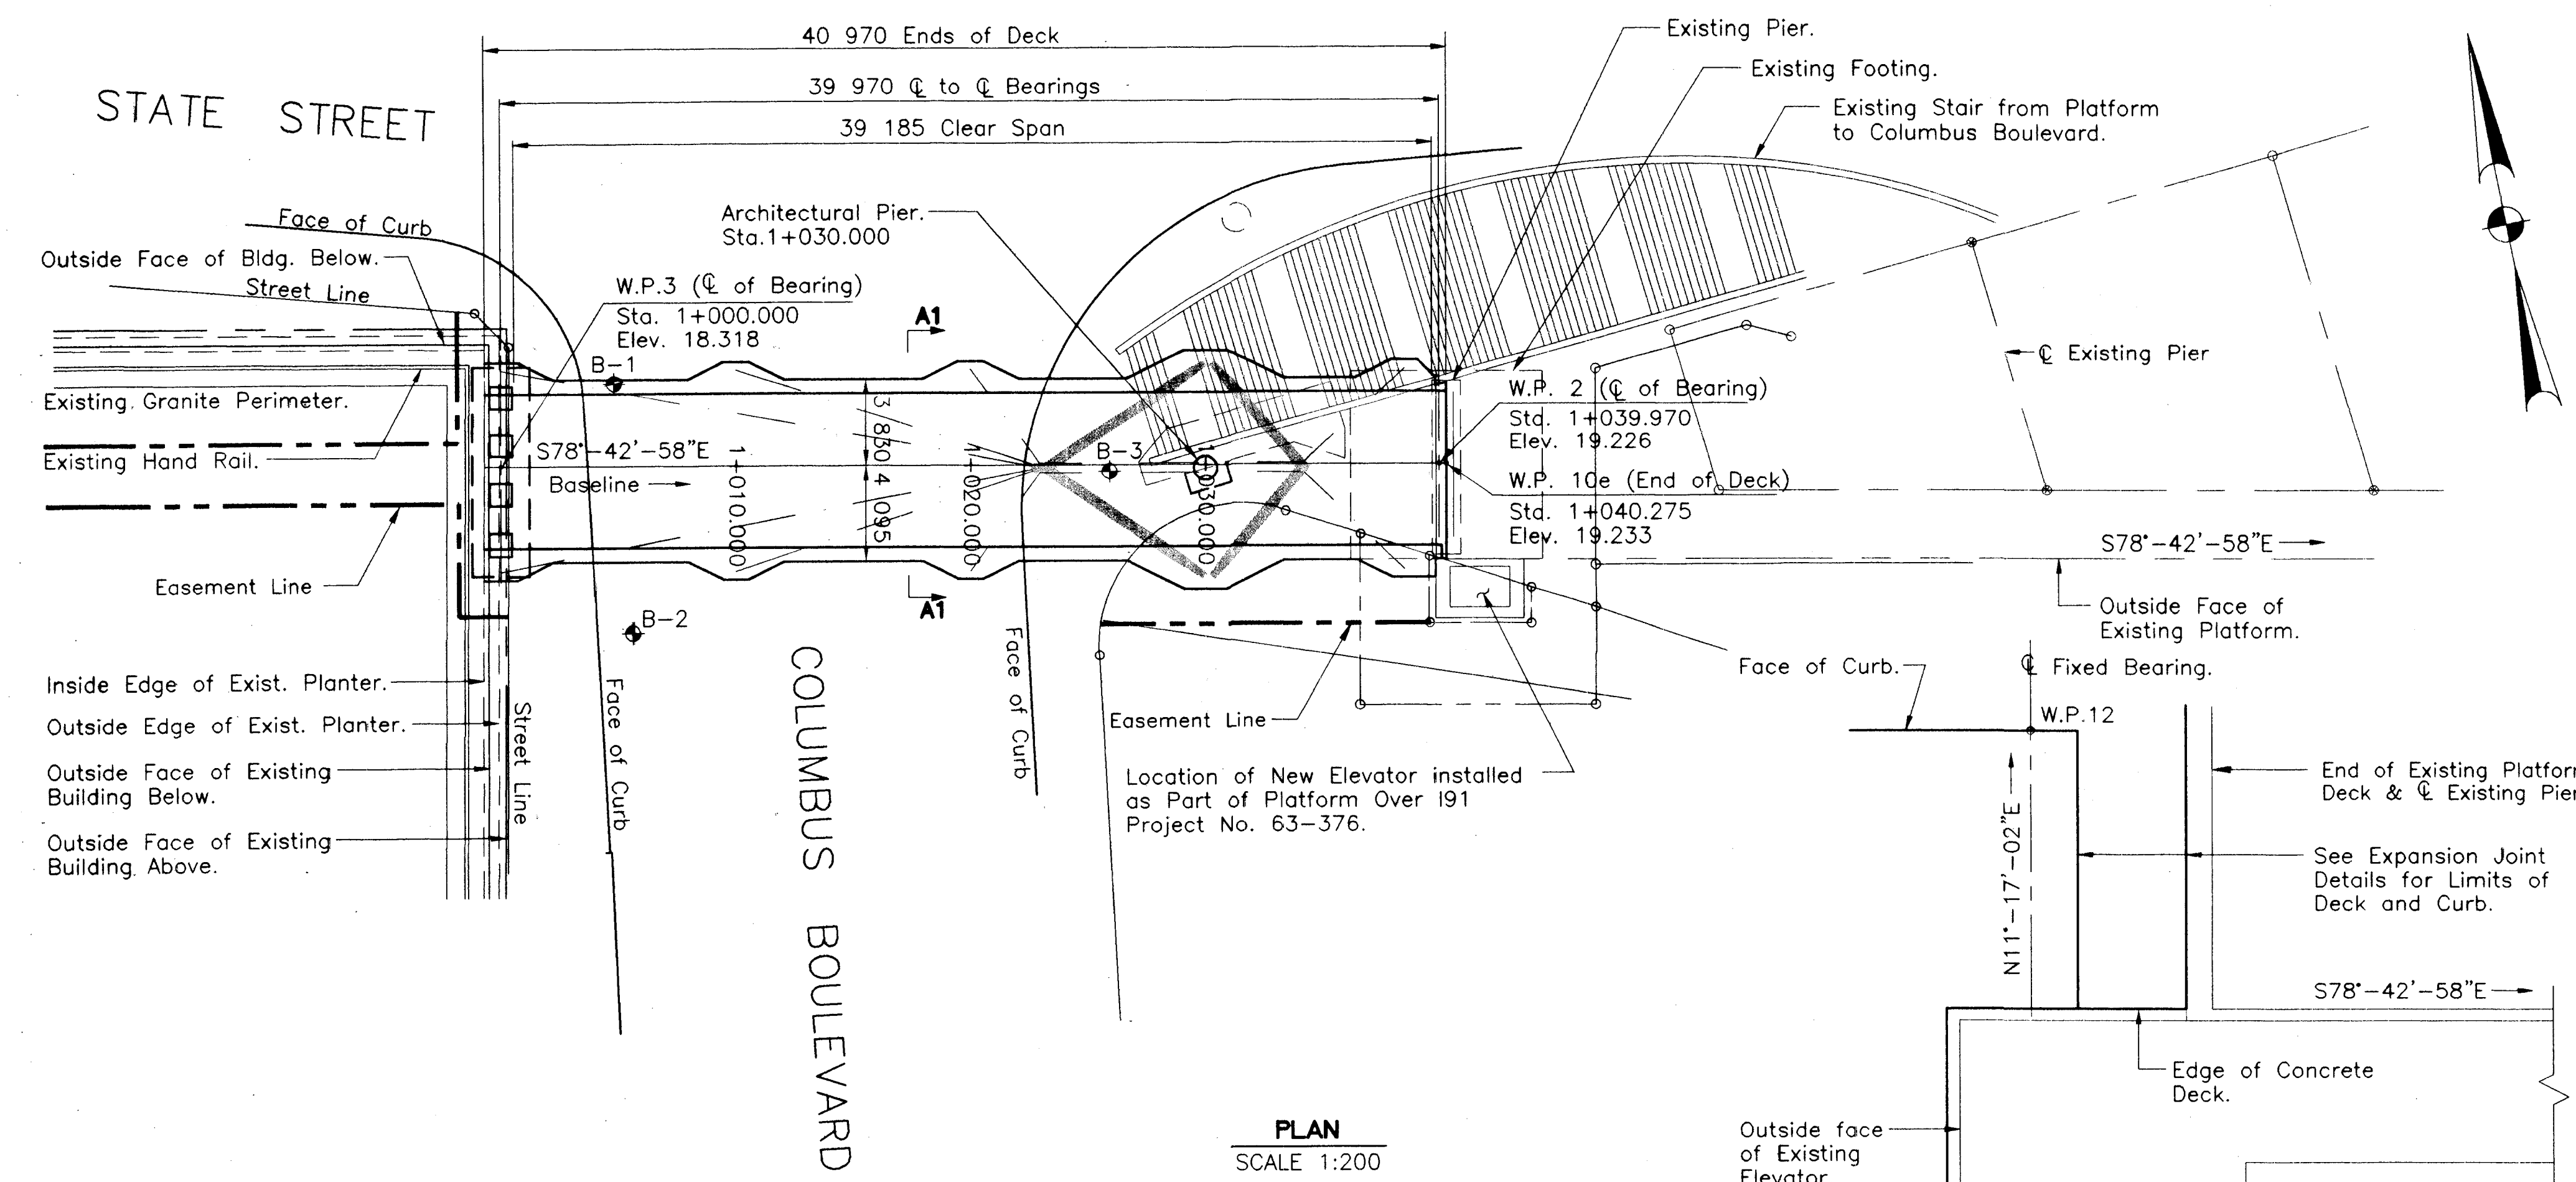 40 970 Ends of Deck
39 970 ℄ to ℄ Bearings
39 185 Clear Span
STATE STREET
Existing Pier.
Existing Footing.
Existing Stair from Platform
to Columbus Boulevard.
Face of Curb
Outside Face of Bldg. Below.
Street Line
Architectural Pier.
Sta.1+030.000
W.P.3 (℄ of Bearing)
Sta. 1+000.000
Elev. 18.318
A1
B-1
Existing Granite Perimeter.
Existing Hand Rail.
S78°-42'-58"E
Baseline
1+010.000
3 830
4 095
1+020.000
B-3
1+030.000
W.P. 2 (℄ of Bearing)
Std. 1+039.970
Elev. 19.226
W.P. 10e (End of Deck)
Std. 1+040.275
Elev. 19.233
℄ Existing Pier
S78°-42'-58"E
Easement Line
A1
B-2
Outside Face of
Existing Platform.
Inside Edge of Exist. Planter.
Outside Edge of Exist. Planter.
Outside Face of Existing
Building Below.
Outside Face of Existing
Building Above.
Street Line
Face of Curb
COLUMBUS BOULEVARD
Face of Curb
Easement Line
Location of New Elevator installed
as Part of Platform Over I91
Project No. 63-376.
Face of Curb.
℄ Fixed Bearing.
W.P.12
N11°-17'-02"E
End of Existing Platform
Deck & ℄ Existing Pier
See Expansion Joint
Details for Limits of
Deck and Curb.
S78°-42'-58"E
Edge of Concrete
Deck.
Outside face
of Existing
Elevator
PLAN
SCALE 1:200